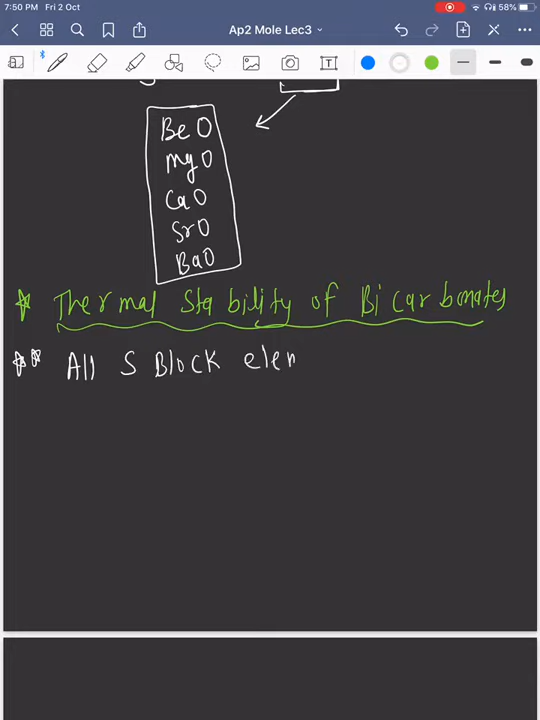 7:50 PM Fri 2 Oct
58%
Ap2 Mole Lec3
T
BeO
MgO
CaO
SrO
BaO
Thermal Stability of Bicarbonates
All S Block elem